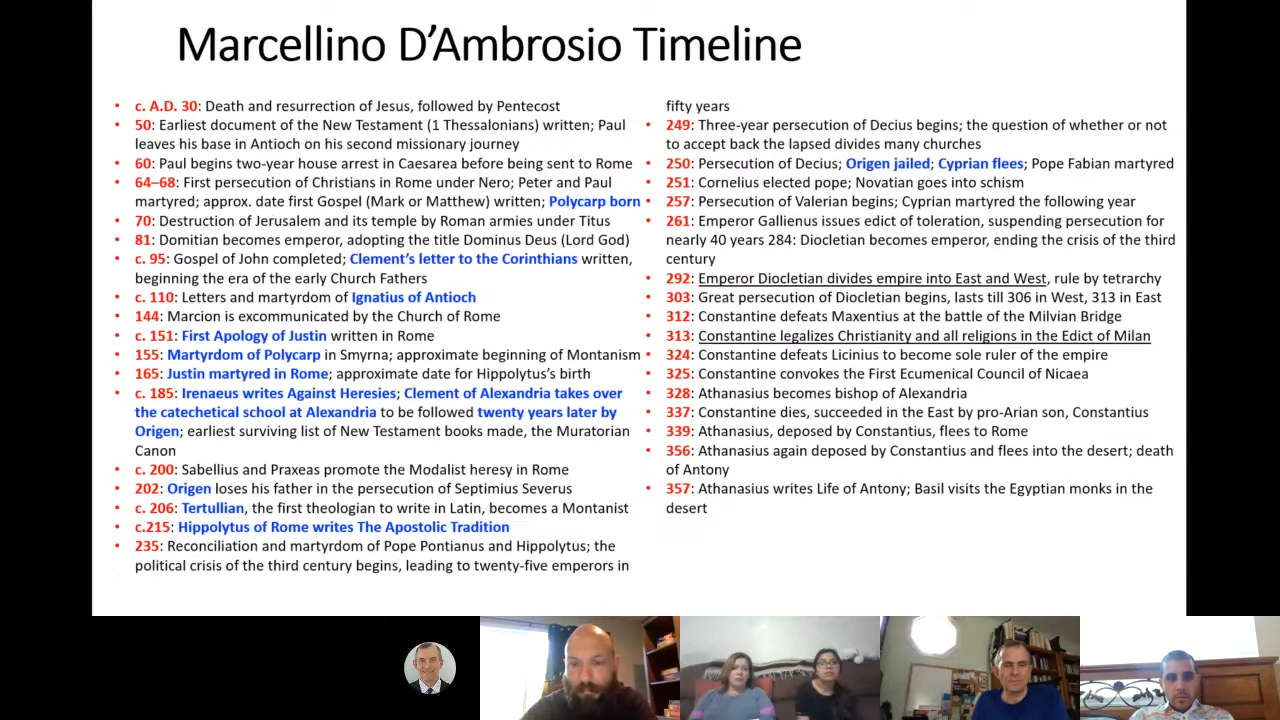 Marcellino D’Ambrosio Timeline
• c. A.D. 30: Death and resurrection of Jesus, followed by Pentecost
• 50: Earliest document of the New Testament (1 Thessalonians) written; Paul
leaves his base in Antioch on his second missionary journey
• 60: Paul begins two-year house arrest in Caesarea before being sent to Rome
• 64–68: First persecution of Christians in Rome under Nero; Peter and Paul
martyred; approx. date first Gospel (Mark or Matthew) written; Polycarp born
• 70: Destruction of Jerusalem and its temple by Roman armies under Titus
• 81: Domitian becomes emperor, adopting the title Dominus Deus (Lord God)
• c. 95: Gospel of John completed; Clement’s letter to the Corinthians written,
beginning the era of the early Church Fathers
• c. 110: Letters and martyrdom of Ignatius of Antioch
• 144: Marcion is excommunicated by the Church of Rome
• c. 151: First Apology of Justin written in Rome
• 155: Martyrdom of Polycarp in Smyrna; approximate beginning of Montanism
• 165: Justin martyred in Rome; approximate date for Hippolytus’s birth
• c. 185: Irenaeus writes Against Heresies; Clement of Alexandria takes over
the catechetical school at Alexandria to be followed twenty years later by
Origen; earliest surviving list of New Testament books made, the Muratorian
Canon
• c. 200: Sabellius and Praxeas promote the Modalist heresy in Rome
• 202: Origen loses his father in the persecution of Septimius Severus
• c. 206: Tertullian, the first theologian to write in Latin, becomes a Montanist
• c.215: Hippolytus of Rome writes The Apostolic Tradition
• 235: Reconciliation and martyrdom of Pope Pontianus and Hippolytus; the
political crisis of the third century begins, leading to twenty-five emperors in
fifty years
• 249: Three-year persecution of Decius begins; the question of whether or not
to accept back the lapsed divides many churches
• 250: Persecution of Decius; Origen jailed; Cyprian flees; Pope Fabian martyred
• 251: Cornelius elected pope; Novatian goes into schism
• 257: Persecution of Valerian begins; Cyprian martyred the following year
• 261: Emperor Gallienus issues edict of toleration, suspending persecution for
nearly 40 years 284: Diocletian becomes emperor, ending the crisis of the third
century
• 292: Emperor Diocletian divides empire into East and West, rule by tetrarchy
• 303: Great persecution of Diocletian begins, lasts till 306 in West, 313 in East
• 312: Constantine defeats Maxentius at the battle of the Milvian Bridge
• 313: Constantine legalizes Christianity and all religions in the Edict of Milan
• 324: Constantine defeats Licinius to become sole ruler of the empire
• 325: Constantine convokes the First Ecumenical Council of Nicaea
• 328: Athanasius becomes bishop of Alexandria
• 337: Constantine dies, succeeded in the East by pro-Arian son, Constantius
• 339: Athanasius, deposed by Constantius, flees to Rome
• 356: Athanasius again deposed by Constantius and flees into the desert; death
of Antony
• 357: Athanasius writes Life of Antony; Basil visits the Egyptian monks in the
desert